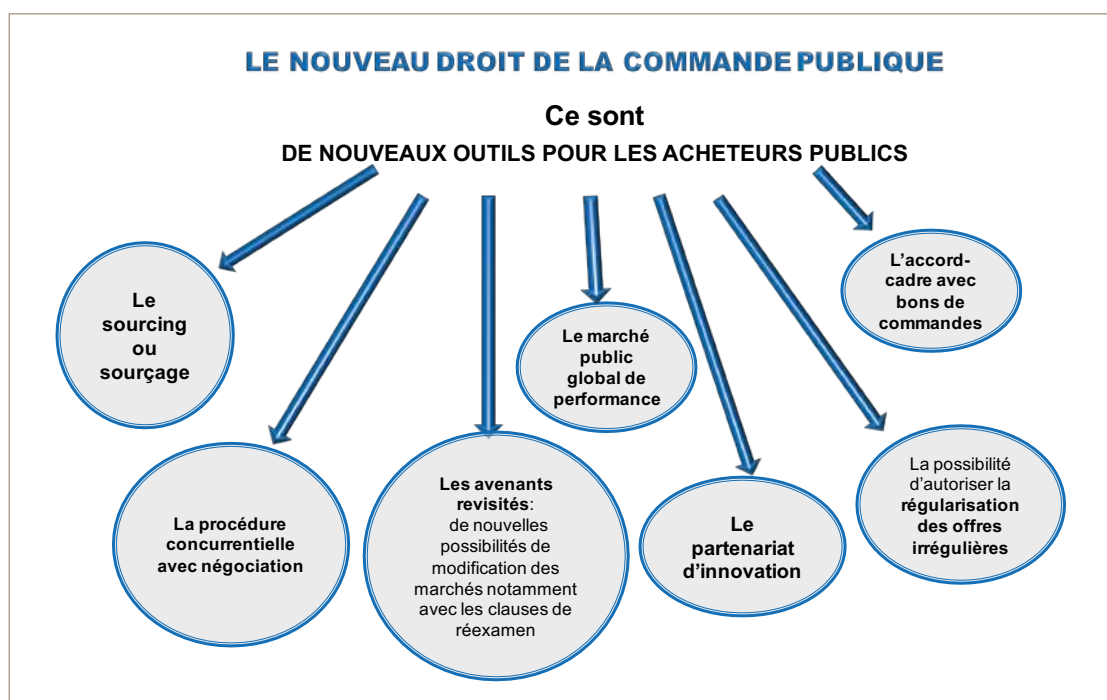 LE NOUVEAU DROIT DE LA COMMANDE PUBLIQUE
Ce sont
DE NOUVEAUX OUTILS POUR LES ACHETEURS PUBLICS
Le
sourcing
ou
sourçage
La procédure
concurrentielle
avec négociation
Les avenants
revisités:
de nouvelles
possibilités de
modification des
marchés notamment
avec les clauses de
réexamen
Le marché
public
global de
performance
Le
partenariat
d'innovation
La possibilité
d'autoriser la
régularisation
des offres
irrégulières
L'accord-
cadre avec
bons de
commandes